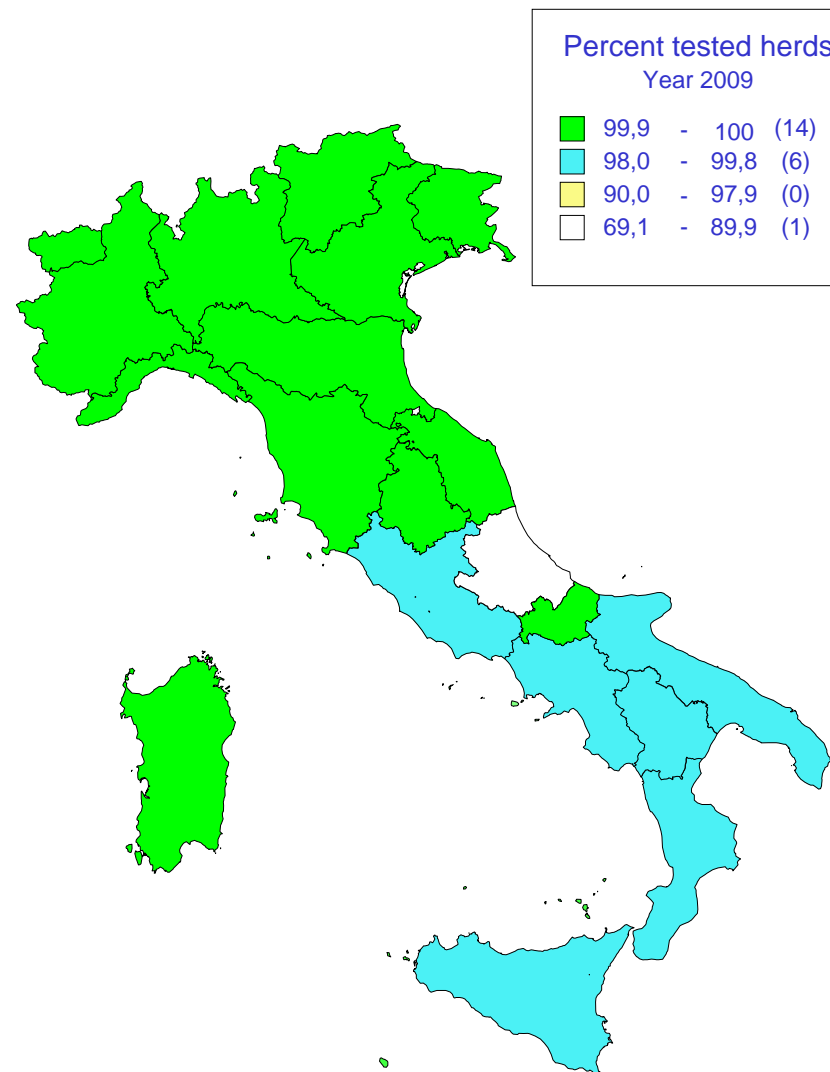 Percent tested herds
Year 2009
99,9 - 100 (14)
98,0 - 99,8 (6)
90,0 - 97,9 (0)
69,1 - 89,9 (1)